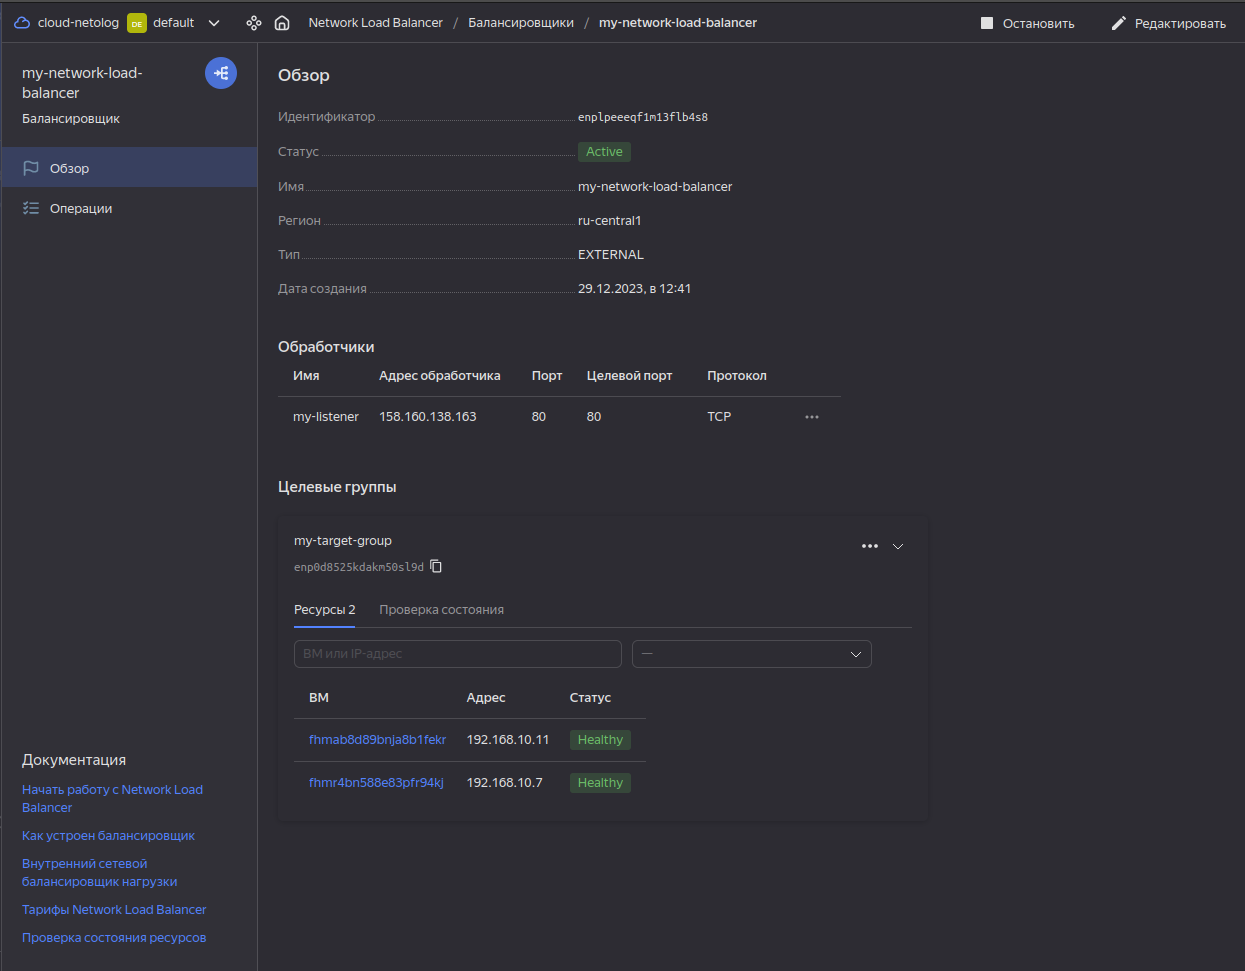 cloud-netolog DE default Network Load Balancer / Балансировщики / my-network-load-balancer Остановить Редактировать
my-network-load-
balancer
Балансировщик
Обзор
Операции
Документация
Начать работу с Network Load
Balancer
Как устроен балансировщик
Внутренний сетевой
балансировщик нагрузки
Тарифы Network Load Balancer
Проверка состояния ресурсов
Обзор
Идентификатор enplpeeeqf1m13flb4s8
Статус Active
Имя my-network-load-balancer
Регион ru-central1
Тип EXTERNAL
Дата создания 29.12.2023, в 12:41
Обработчики
Имя Адрес обработчика Порт Целевой порт Протокол
my-listener 158.160.138.163 80 80 TCP
Целевые группы
my-target-group
enp0d8525kdakm50sl9d
Ресурсы 2 Проверка состояния
ВМ или IP-адрес —
ВМ Адрес Статус
fhmab8d89bnja8b1fekr 192.168.10.11 Healthy
fhmr4bn588e83pfr94kj 192.168.10.7 Healthy